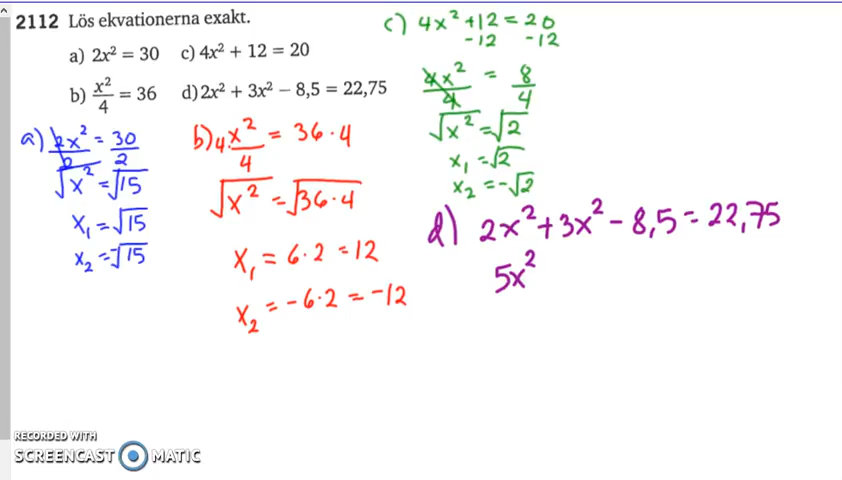 2112 Lös ekvationerna exakt.
a) 2x² = 30 c) 4x² + 12 = 20
b) x²/4 = 36 d) 2x² + 3x² − 8,5 = 22,75
a) 2x²/2 = 30/2
√x² = √15
x₁ = √15
x₂ = −√15
b) 4·x²/4 = 36·4
√x² = √36·4
x₁ = 6·2 = 12
x₂ = −6·2 = −12
c) 4x² + 12 = 20
−12 −12
4x²/4 = 8/4
√x² = √2
x₁ = √2
x₂ = −√2
d) 2x² + 3x² − 8,5 = 22,75
5x²
RECORDED WITH
SCREENCAST MATIC